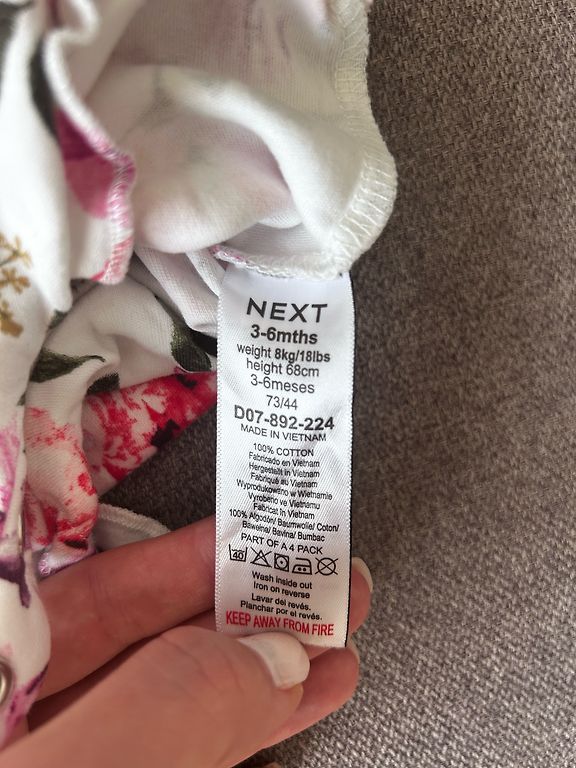 NEXT
3-6mths
weight 8kg/18lbs
height 68cm
3-6meses
73/44
D07-892-224
MADE IN VIETNAM
100% COTTON
Fabricado en Vietnam
Hergestellt in Vietnam
Fabriqué au Vietnam
Wyprodukowano w Wietnamie
Vyrobeno ve Vietnamu
Fabricat în Vietnam
100% Algodón/ Baumwolle/ Coton/
Bawełna/ Bavlna/ Bumbac
PART OF A 4 PACK
40
Wash inside out
Iron on reverse
Lavar del revés.
Planchar por el revés.
KEEP AWAY FROM FIRE